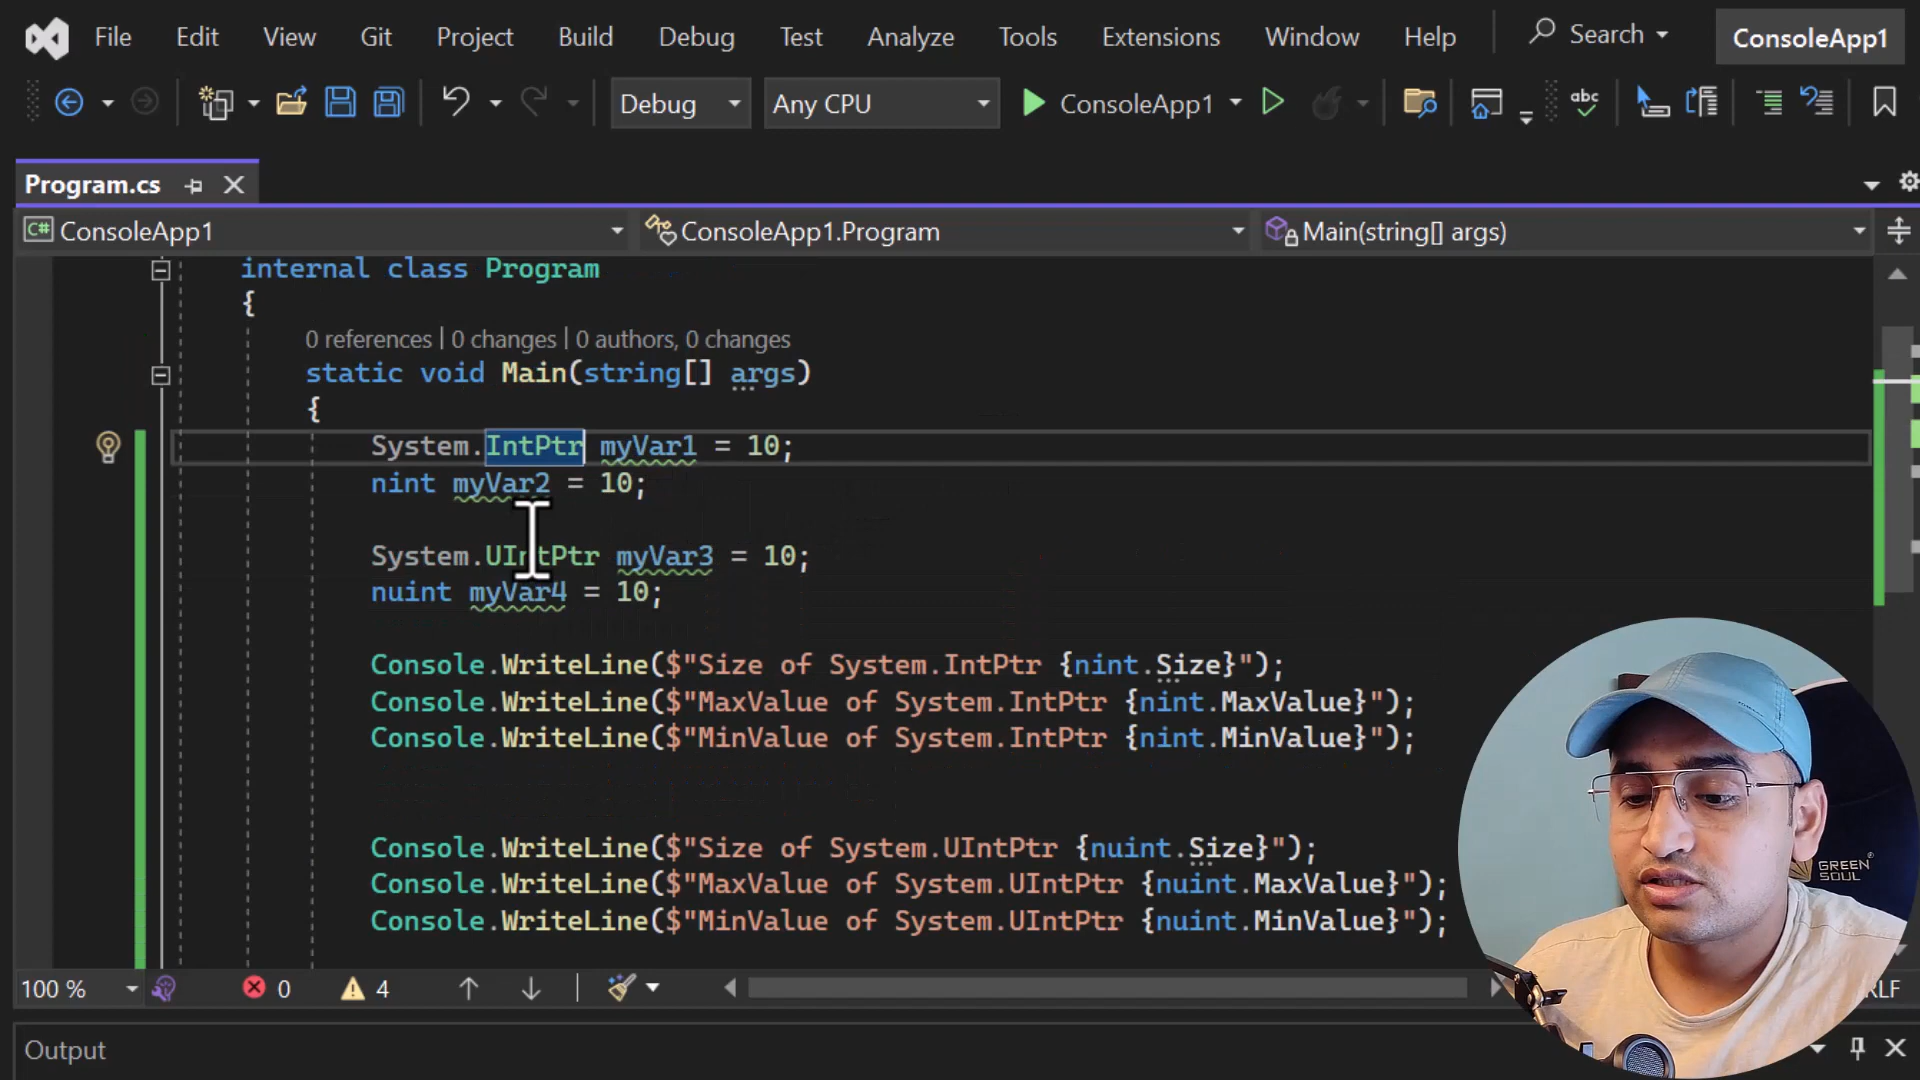 File Edit View Git Project Build Debug Test Analyze Tools Extensions Window Help Search ConsoleApp1
Debug Any CPU ConsoleApp1 abc
Program.cs
C# ConsoleApp1 ConsoleApp1.Program Main(string[] args)
internal class Program
{
0 references | 0 changes | 0 authors, 0 changes
static void Main(string[] args)
{
System.IntPtr myVar1 = 10;
nint myVar2 = 10;
System.UIntPtr myVar3 = 10;
nuint myVar4 = 10;
Console.WriteLine($"Size of System.IntPtr {nint.Size}");
Console.WriteLine($"MaxValue of System.IntPtr {nint.MaxValue}");
Console.WriteLine($"MinValue of System.IntPtr {nint.MinValue}");
Console.WriteLine($"Size of System.UIntPtr {nuint.Size}");
Console.WriteLine($"MaxValue of System.UIntPtr {nuint.MaxValue}");
Console.WriteLine($"MinValue of System.UIntPtr {nuint.MinValue}");
GREEN
SOUL
100 % 0 4
Output